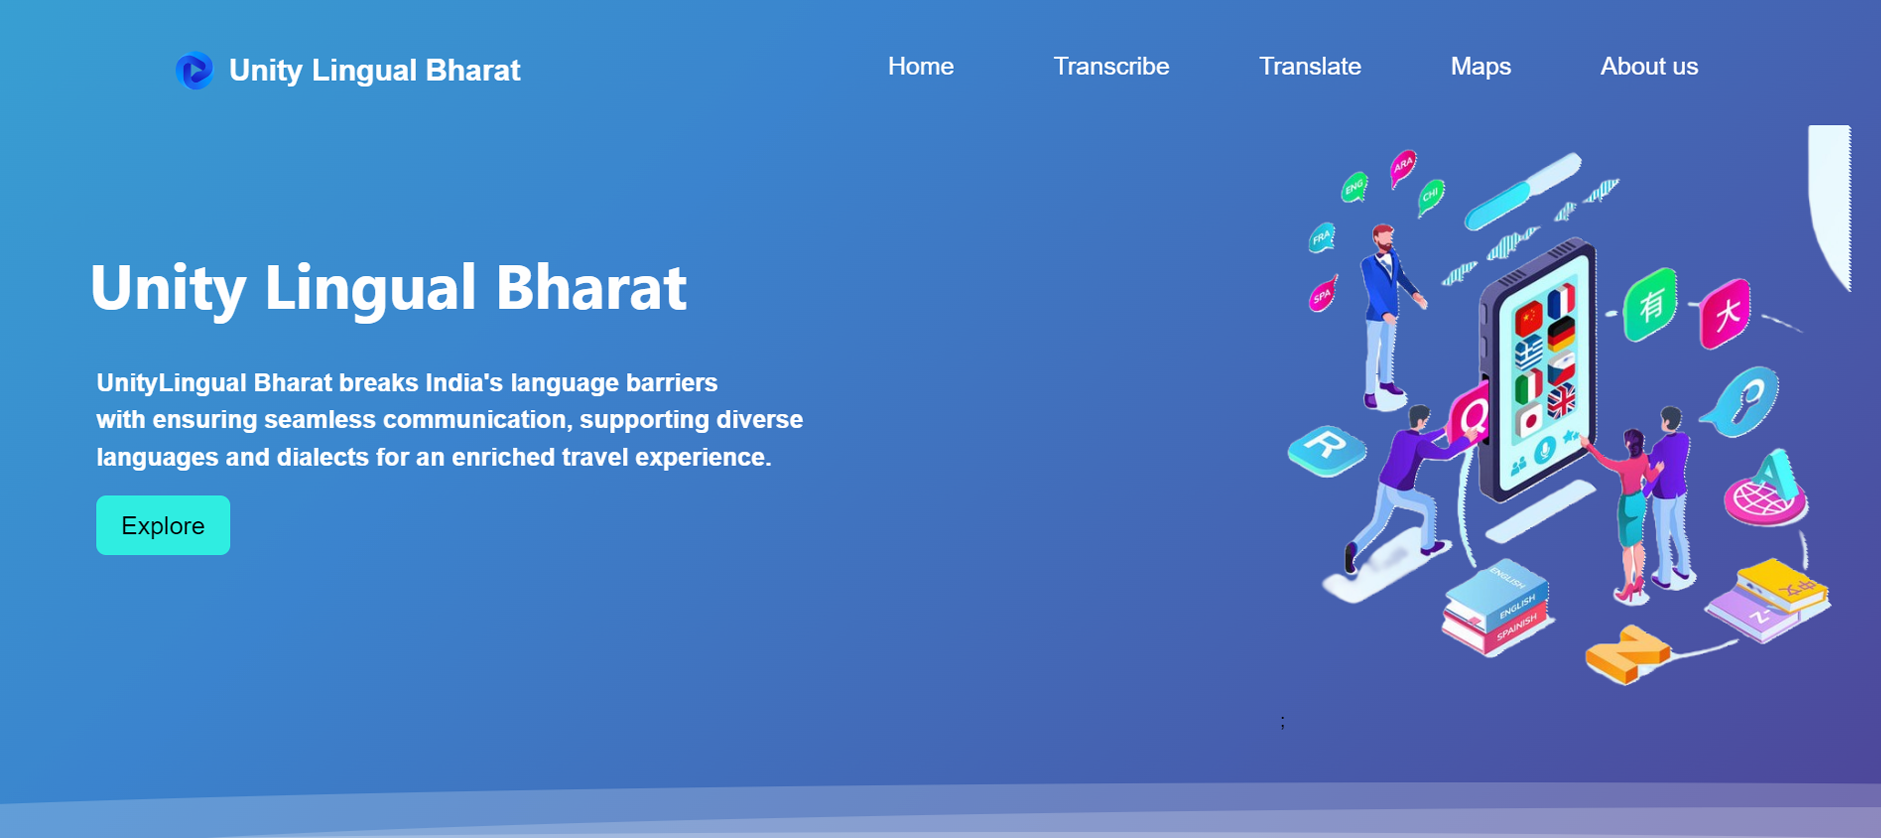 Unity Lingual Bharat
Home Transcribe Translate Maps About us
ENG
ARA
CHI
FRA
SPA
有
大
Unity Lingual Bharat
UnityLingual Bharat breaks India's language barriers
with ensuring seamless communication, supporting diverse
languages and dialects for an enriched travel experience.
Explore
R
Q
A
ENGLISH
ENGLISH
SPAINISH
Z
N
;